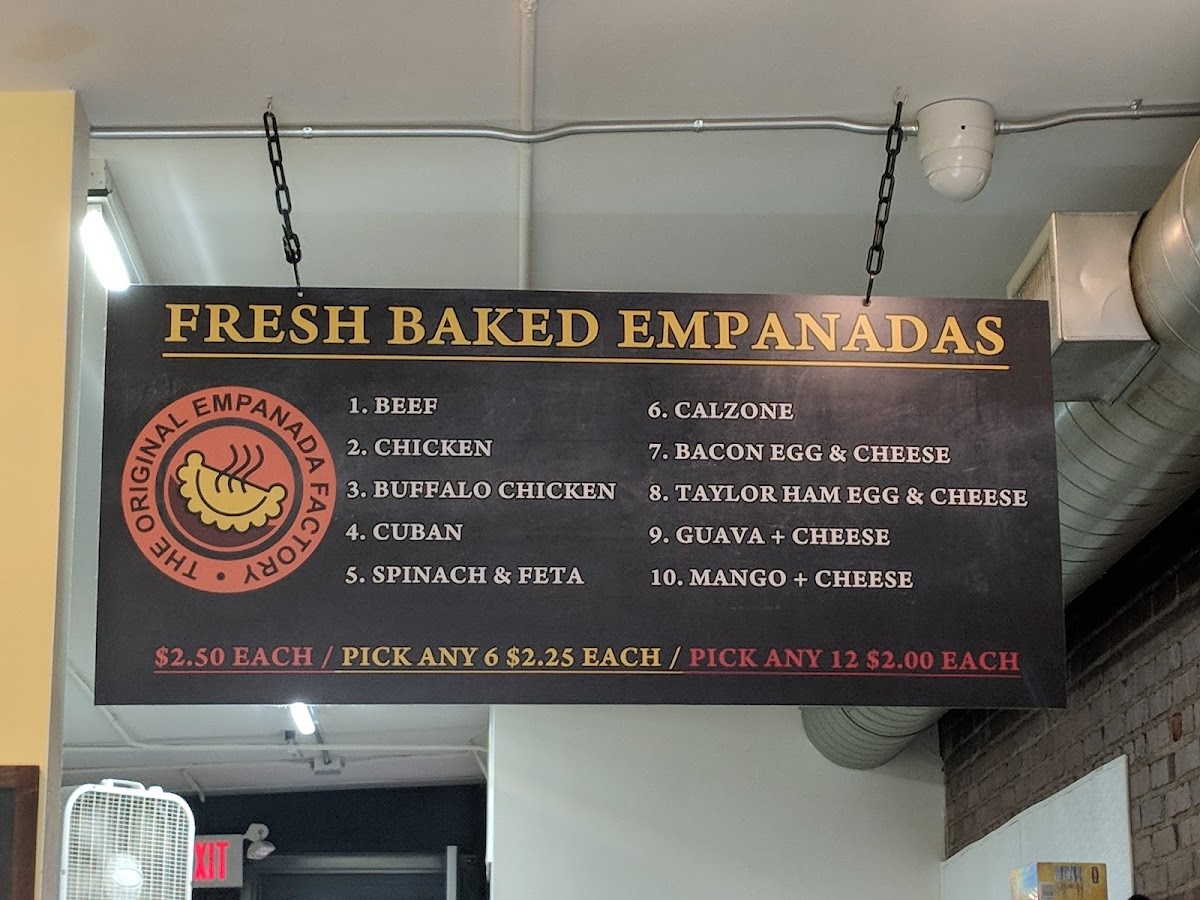 FRESH BAKED EMPANADAS
THE ORIGINAL EMPANADA FACTORY •
1. BEEF
2. CHICKEN
3. BUFFALO CHICKEN
4. CUBAN
5. SPINACH & FETA
6. CALZONE
7. BACON EGG & CHEESE
8. TAYLOR HAM EGG & CHEESE
9. GUAVA + CHEESE
10. MANGO + CHEESE
$2.50 EACH / PICK ANY 6 $2.25 EACH / PICK ANY 12 $2.00 EACH
XIT